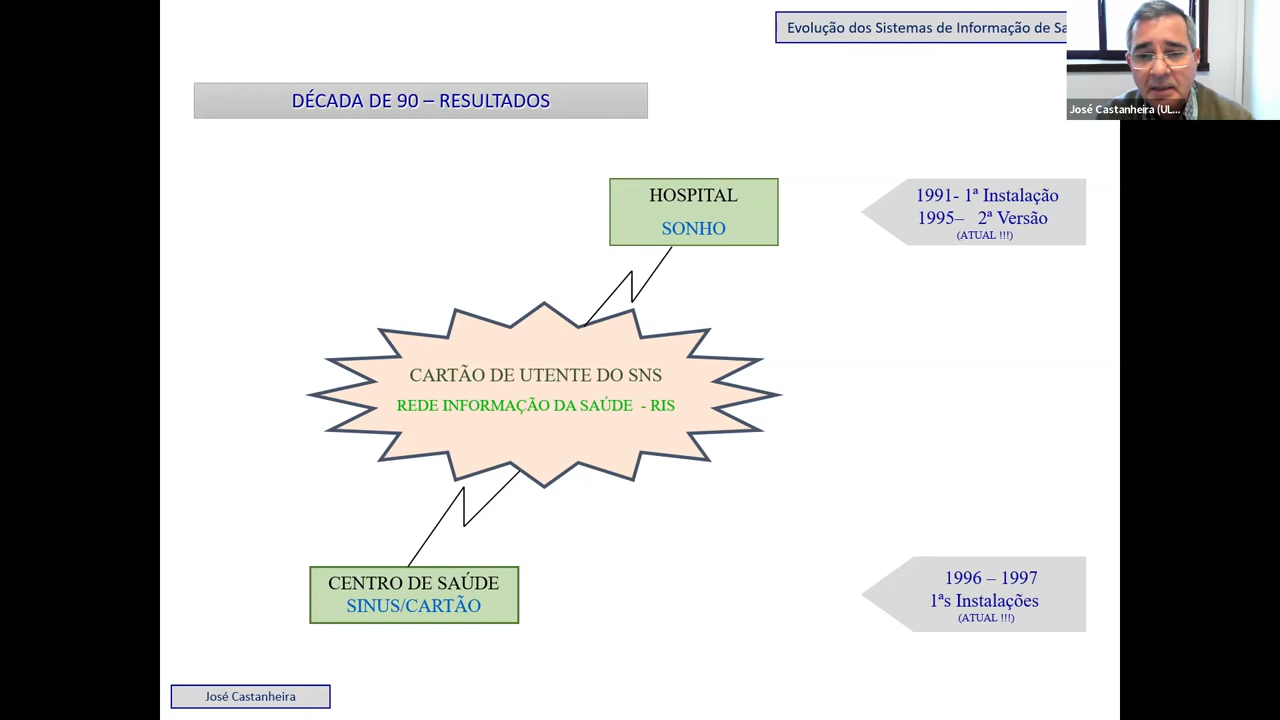 Evolução dos Sistemas de Informação de Sa
José Castanheira (UL...
DÉCADA DE 90 – RESULTADOS
HOSPITAL
SONHO
1991- 1ª Instalação
1995– 2ª Versão
(ATUAL !!!)
CARTÃO DE UTENTE DO SNS
REDE INFORMAÇÃO DA SAÚDE - RIS
CENTRO DE SAÚDE
SINUS/CARTÃO
1996 – 1997
1ªs Instalações
(ATUAL !!!)
José Castanheira